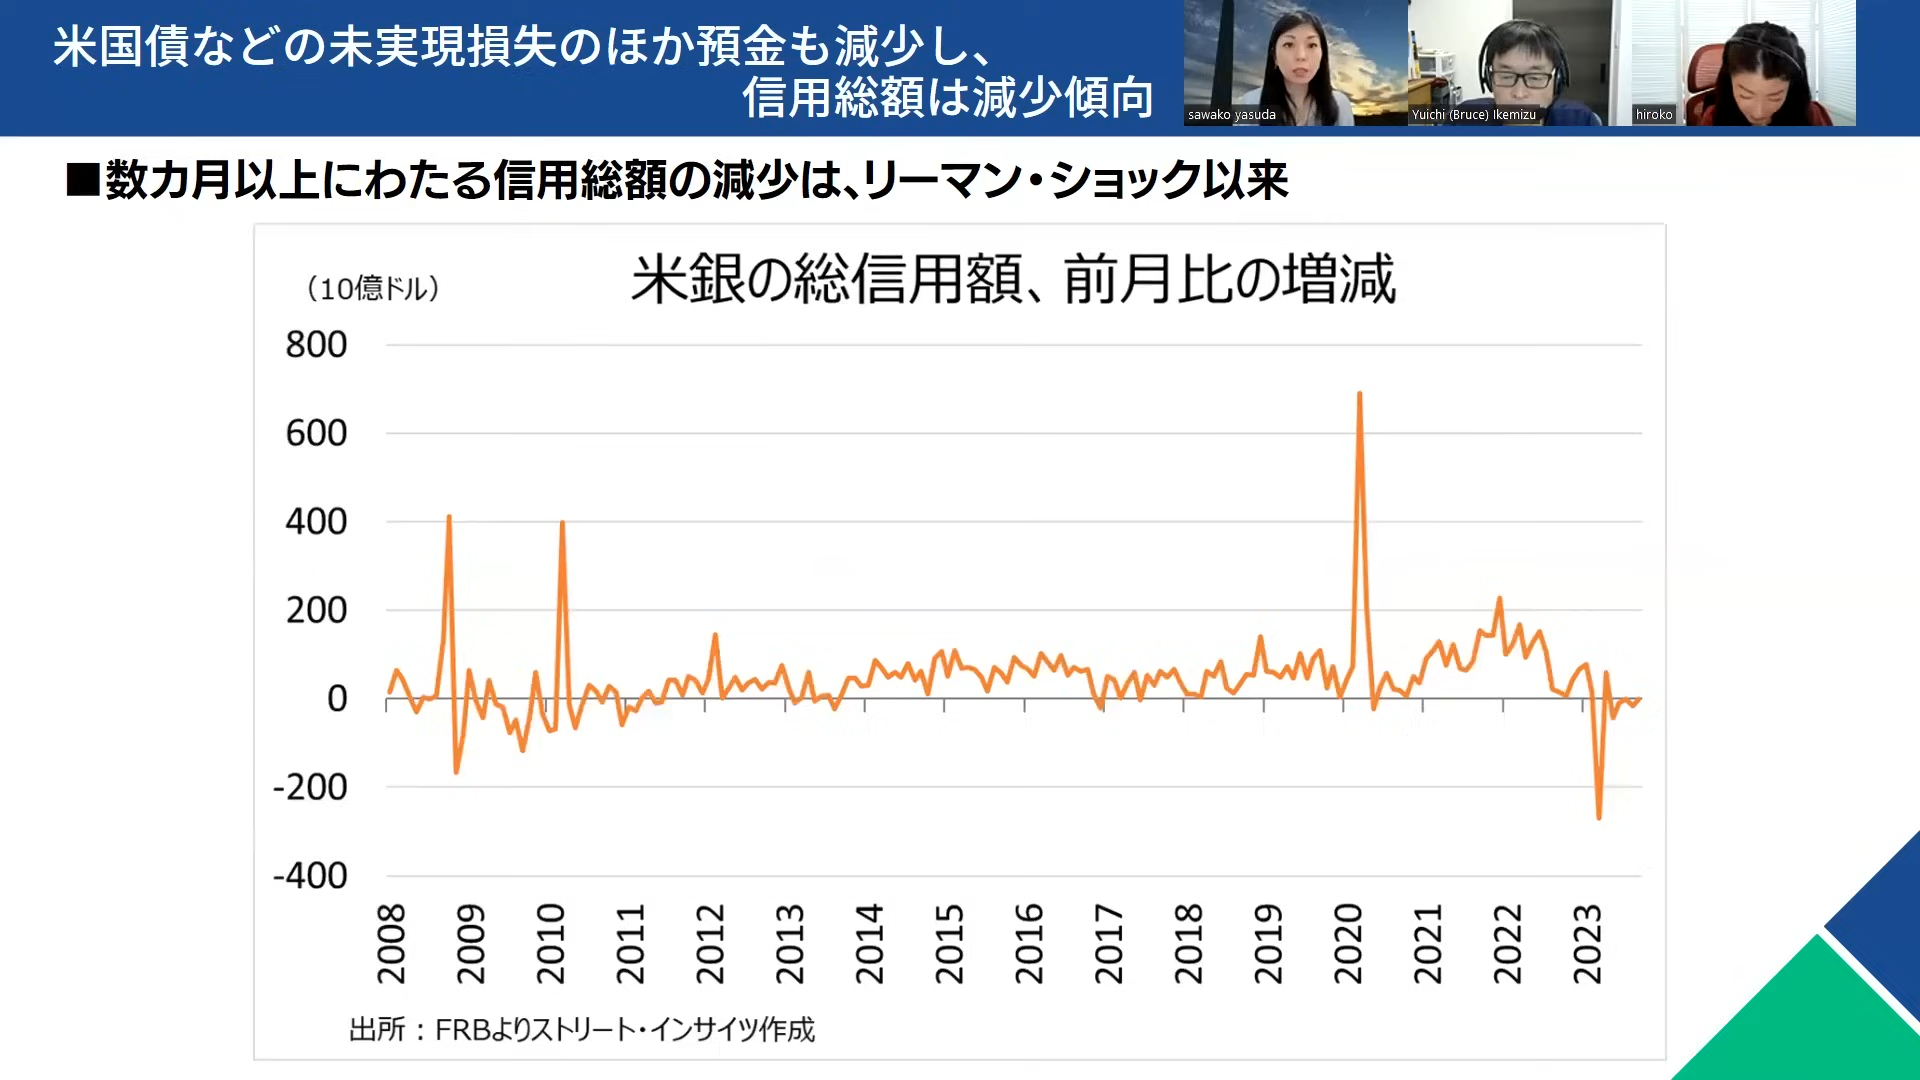 米国債などの未実現損失のほか預金も減少し、
信用総額は減少傾向
sawako yasuda
Yuichi (Bruce) Ikemizu
hiroko
■数カ月以上にわたる信用総額の減少は、リーマン・ショック以来
米銀の総信用額、前月比の増減
（10億ドル）
800
600
400
200
0
-200
-400
2008
2009
2010
2011
2012
2013
2014
2015
2016
2017
2018
2019
2020
2021
2022
2023
出所：FRBよりストリート・インサイツ作成